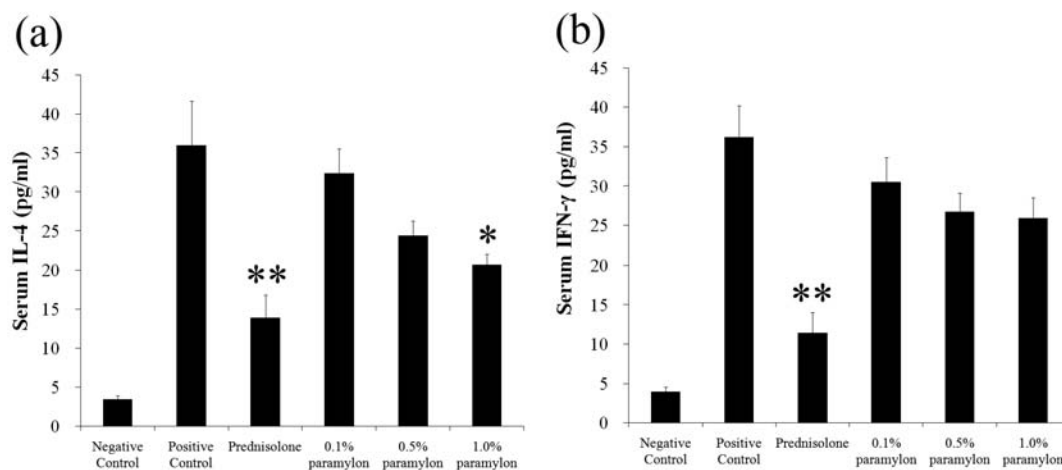 (a)
Serum IL-4 (pg/ml)
45
40
35
30
25
20
15
10
5
0
**
*
Negative
Control
Positive
Control
Prednisolone
0.1%
paramylon
0.5%
paramylon
1.0%
paramylon
(b)
Serum IFN-γ (pg/ml)
45
40
35
30
25
20
15
10
5
0
**
Negative
Control
Positive
Control
Prednisolone
0.1%
paramylon
0.5%
paramylon
1.0%
paramylon